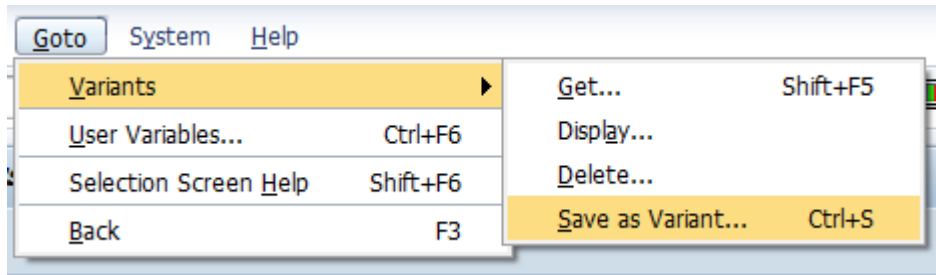 Goto System Help
Variants
User Variables... Ctrl+F6
Selection Screen Help Shift+F6
Back F3
Get... Shift+F5
Display...
Delete...
Save as Variant... Ctrl+S